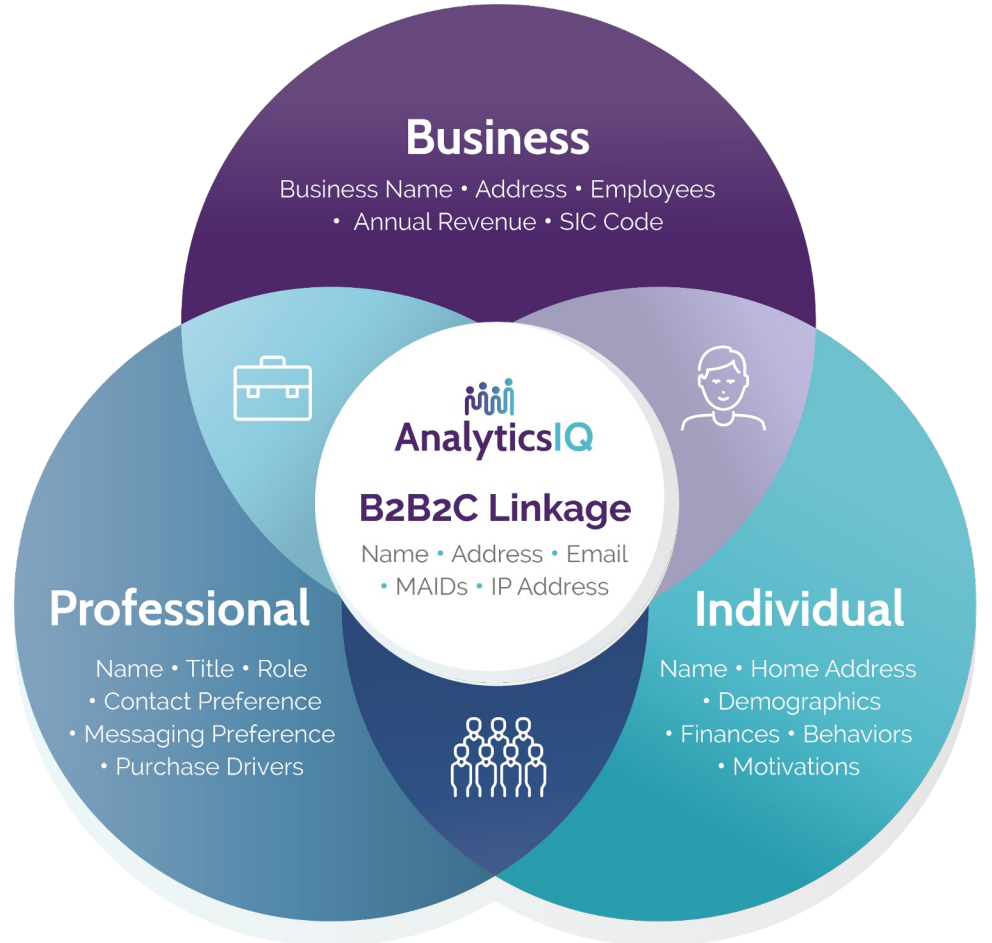 Business
Business Name • Address • Employees
• Annual Revenue • SIC Code
AnalyticsIQ
B2B2C Linkage
Name • Address • Email
• MAIDs • IP Address
Professional
Name • Title • Role
• Contact Preference
• Messaging Preference
• Purchase Drivers
Individual
Name • Home Address
• Demographics
• Finances • Behaviors
• Motivations